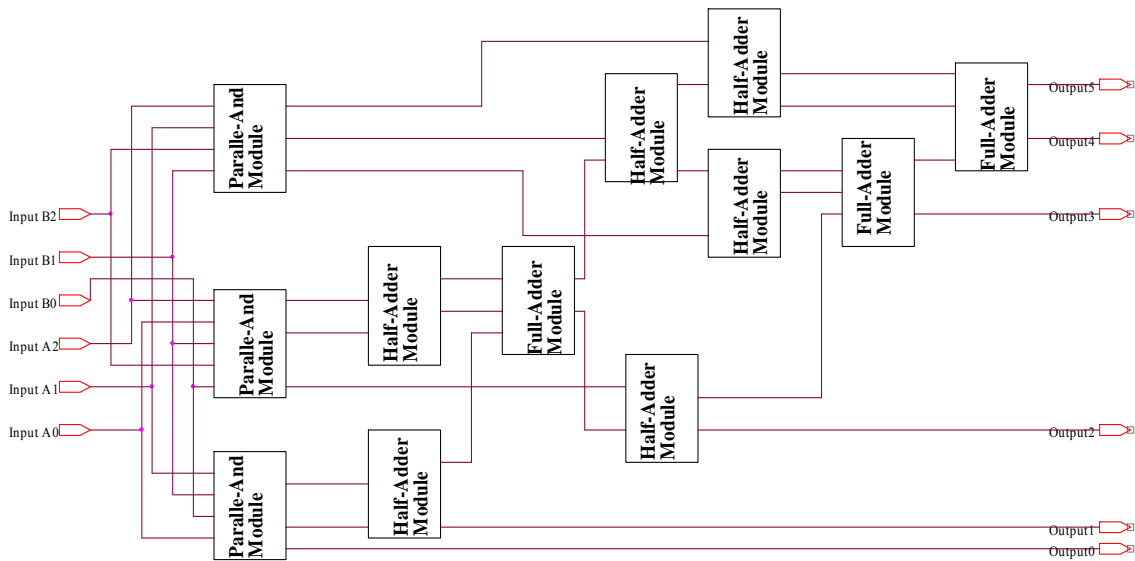 Input B2
Input B1
Input B0
Input A2
Input A1
Input A0
Paralle-And
Module
Paralle-And
Module
Paralle-And
Module
Half-Adder
Module
Half-Adder
Module
Full-Adder
Module
Half-Adder
Module
Half-Adder
Module
Half-Adder
Module
Half-Adder
Module
Full-Adder
Module
Full-Adder
Module
Output5
Output4
Output3
Output2
Output1
Output0